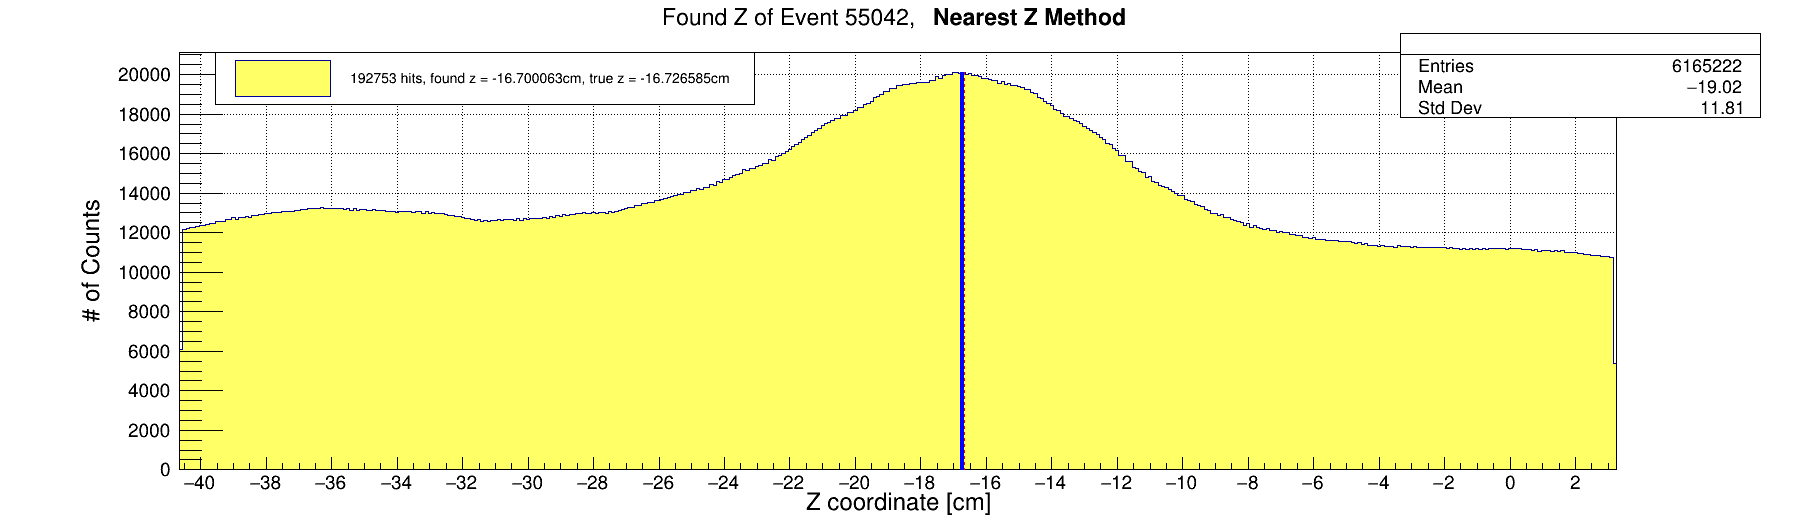 Found Z of Event 55042, Nearest Z Method
192753 hits, found z = -16.700063cm, true z = -16.726585cm
Entries 6165222
Mean −19.02
Std Dev 11.81
# of Counts
20000
18000
16000
14000
12000
10000
8000
6000
4000
2000
0
−40 −38 −36 −34 −32 −30 −28 −26 −24 −22 −20 −18 −16 −14 −12 −10 −8 −6 −4 −2 0 2
Z coordinate [cm]